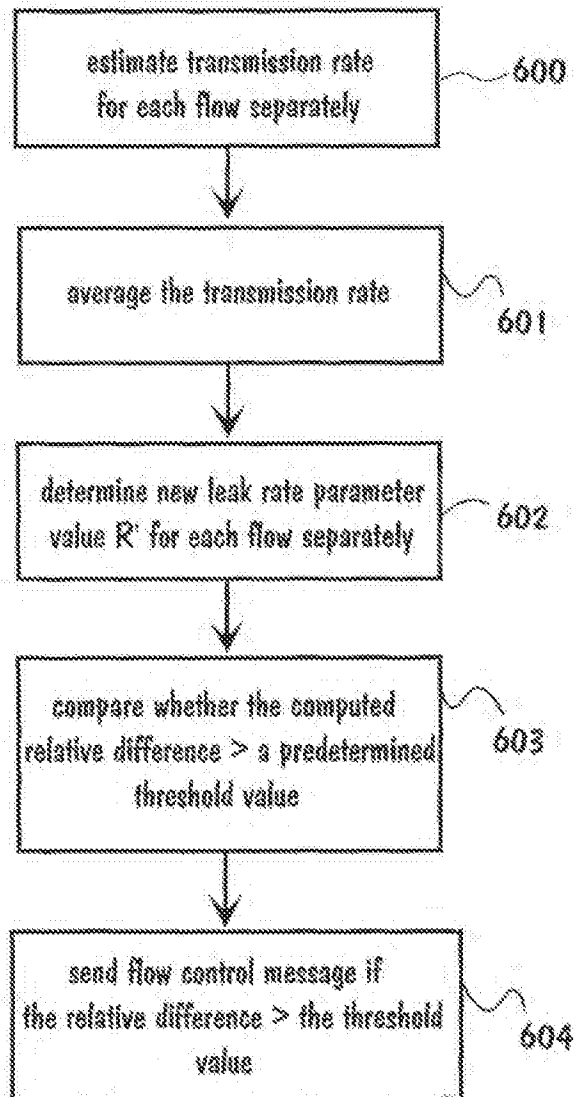 estimate transmission rate
for each flow separately
600
average the transmission rate
601
determine new leak rate parameter
value R' for each flow separately
602
compare whether the computed
relative difference > a predetermined
threshold value
603
send flow control message if
the relative difference > the threshold
value
604